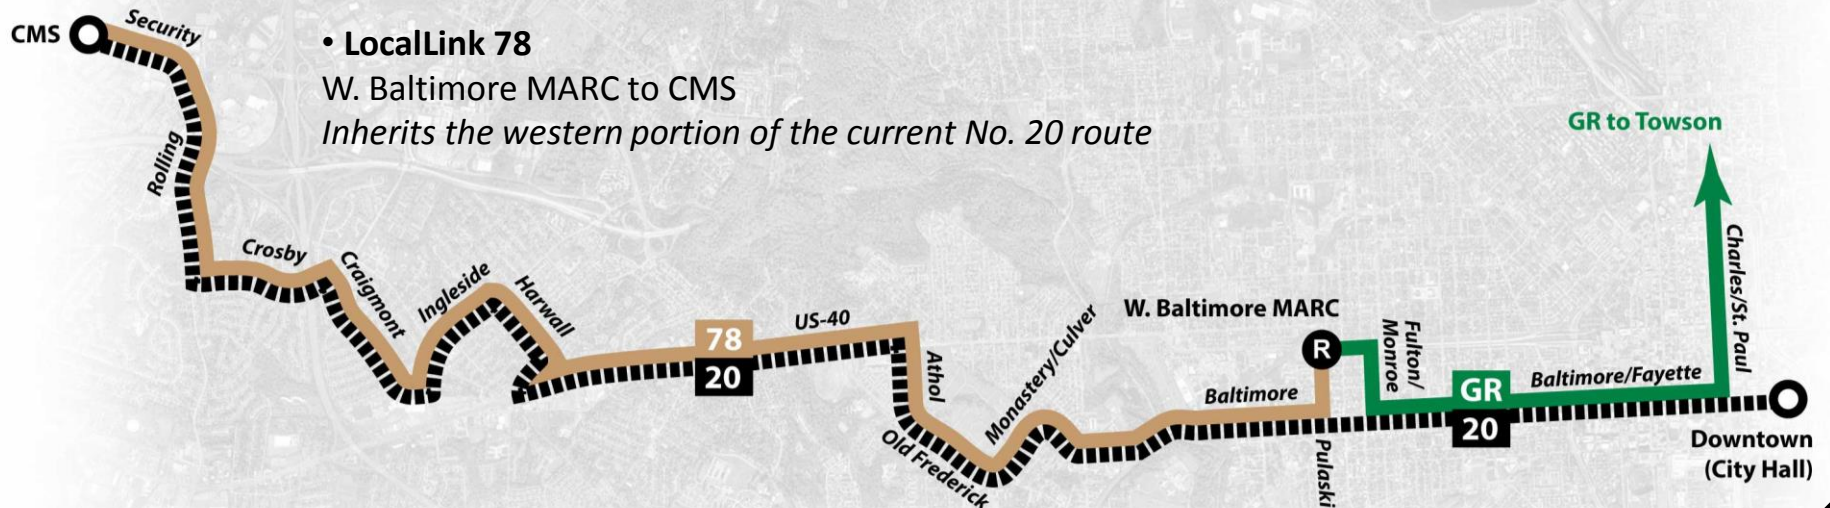 CMS
Security
• LocalLink 78
W. Baltimore MARC to CMS
Inherits the western portion of the current No. 20 route
GR to Towson
Rolling
Crosby
Craigmont
Ingleside
Harwall
78
20
US-40
Athol
Old Frederick
Monastery/Culver
W. Baltimore MARC
R
Baltimore
Pulaski
Fulton/
Monroe
GR
20
Baltimore/Fayette
Charles/St. Paul
Downtown
(City Hall)